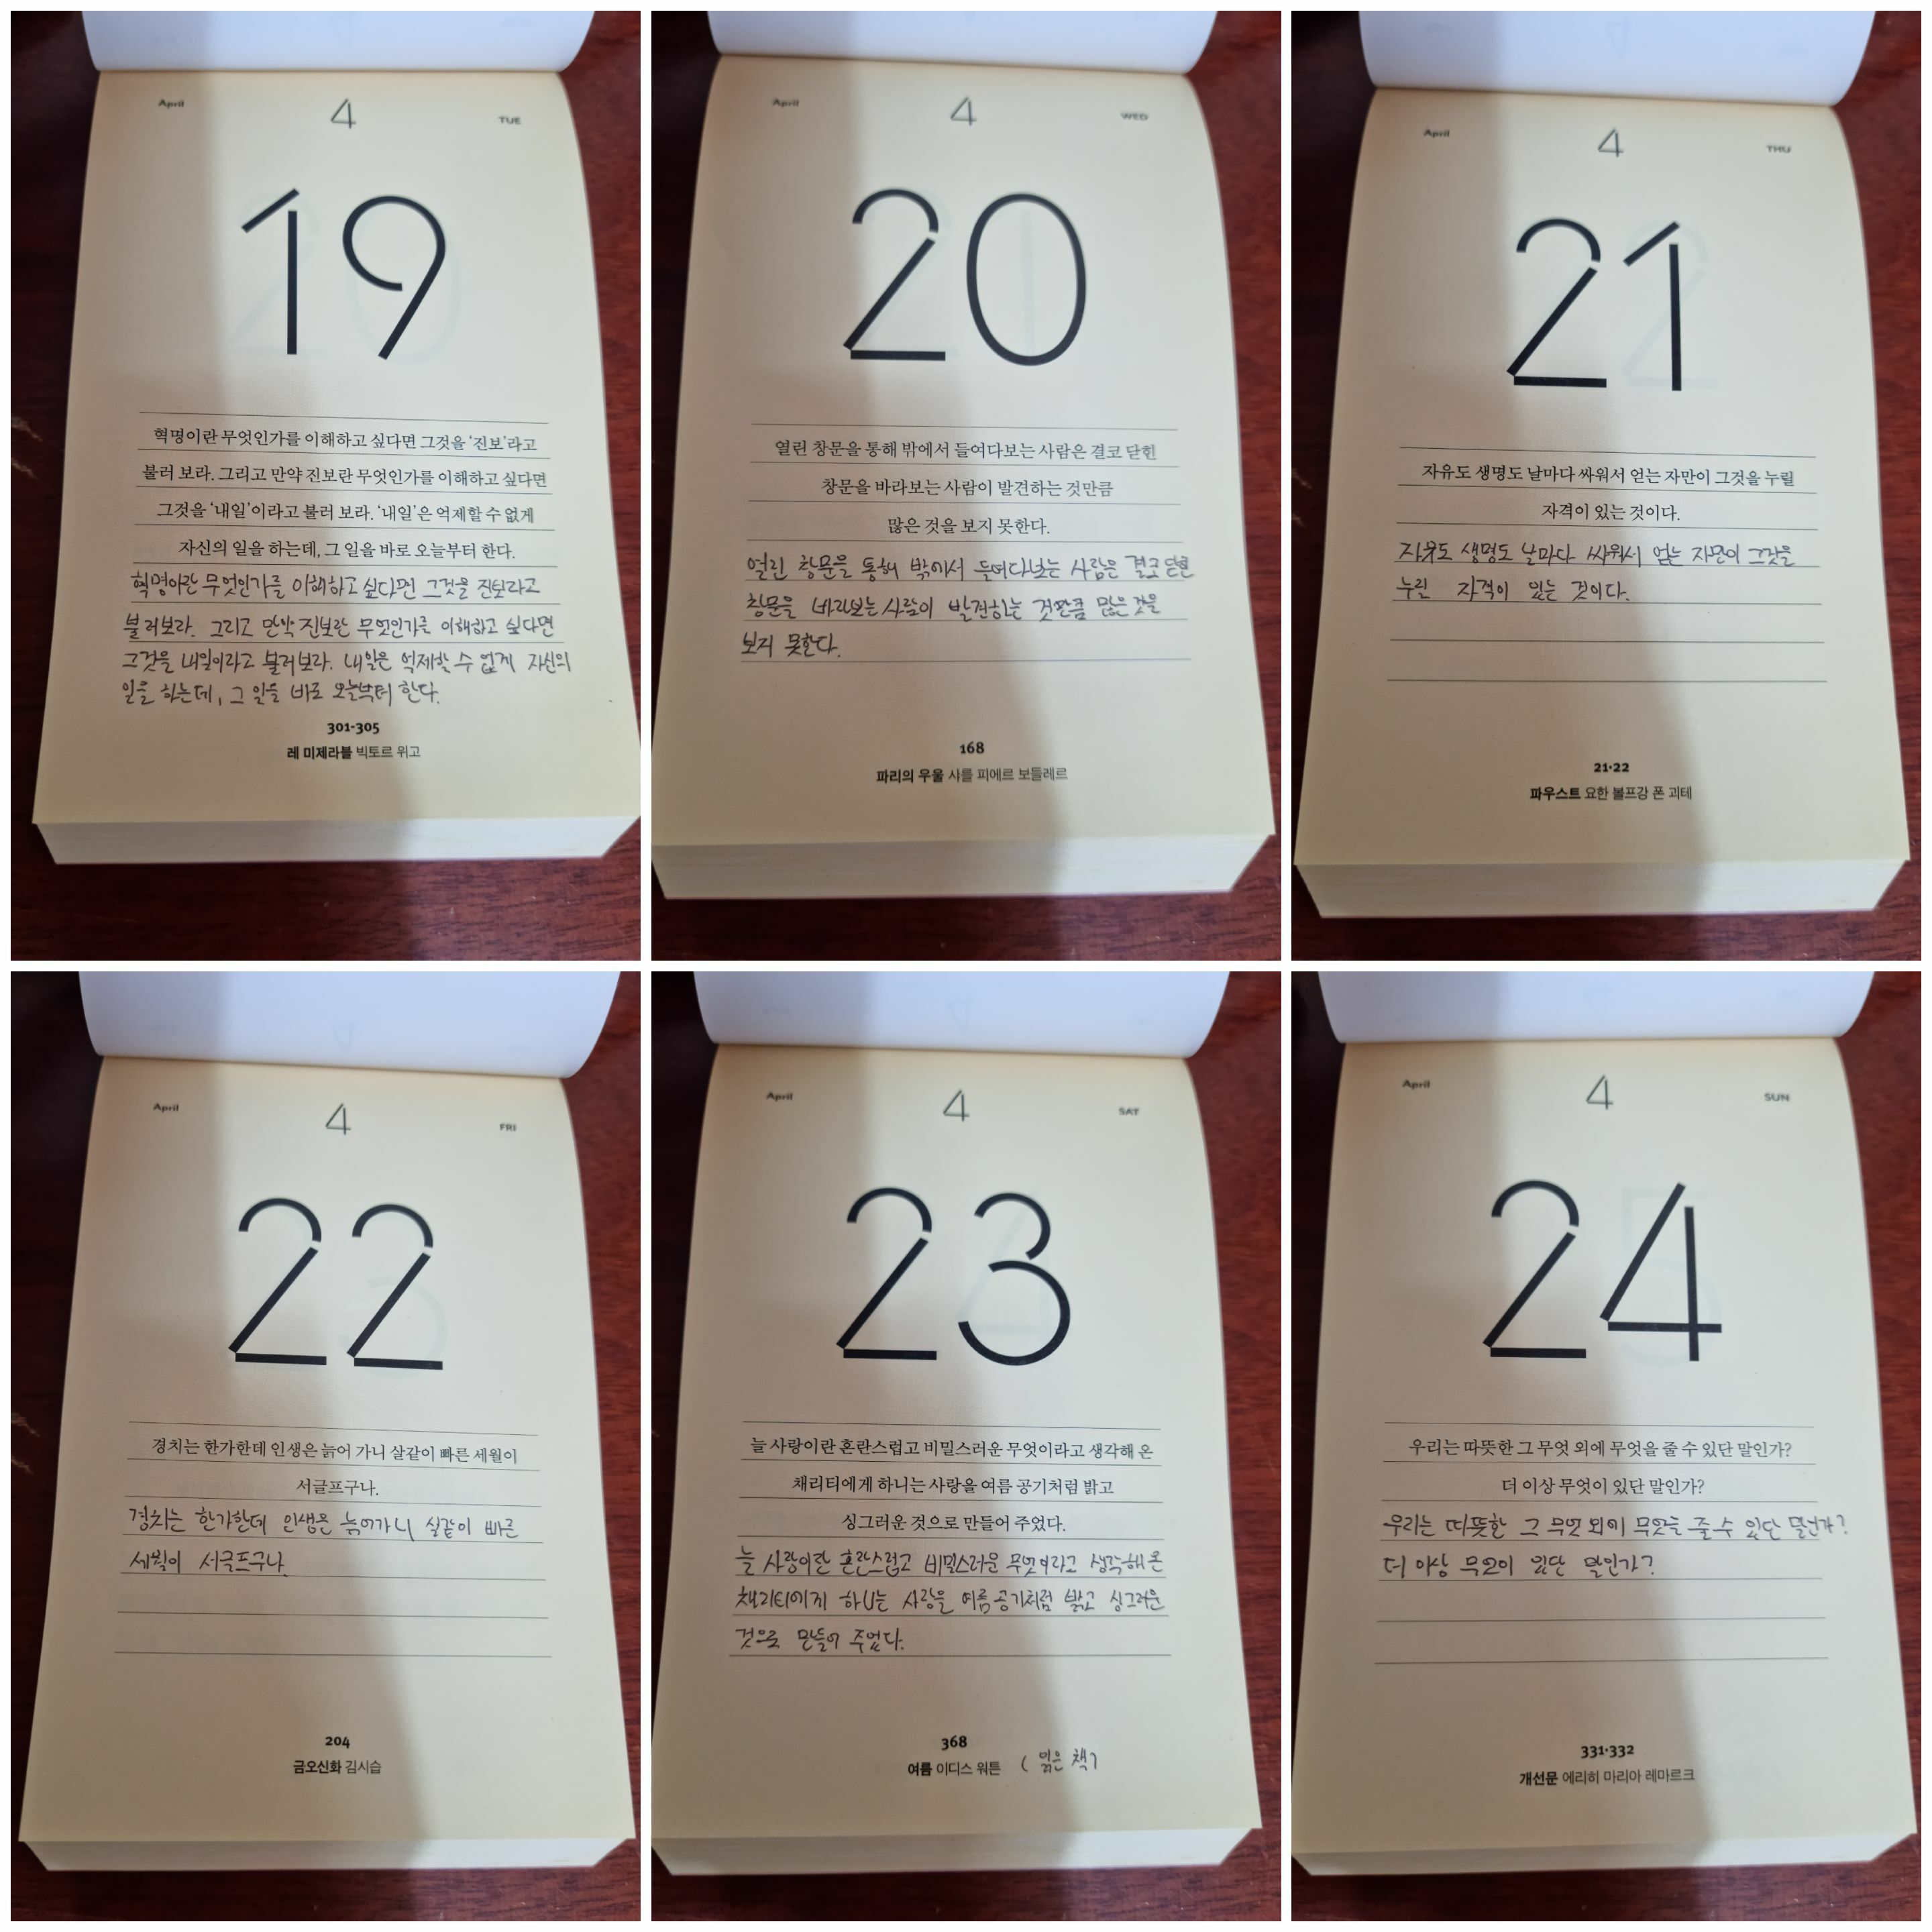 April 4 TUE
19
혁명이란 무엇인가를 이해하고 싶다면 그것을 ‘진보’라고
불러 보라. 그리고 만약 진보란 무엇인가를 이해하고 싶다면
그것을 ‘내일’이라고 불러 보라. ‘내일’은 억제할 수 없게
자신의 일을 하는데, 그 일을 바로 오늘부터 한다.
혁명이란 무엇인가를 이해하고 싶다면 그것을 진보라고
불러보라. 그리고 만약 진보란 무엇인가를 이해하고 싶다면
그것을 내일이라고 불러보라. 내일은 억제할 수 없게 자신의
일을 하는데, 그 일을 바로 오늘부터 한다.
301-305
레 미제라블 빅토르 위고
April 4 WED
20
열린 창문을 통해 밖에서 들여다보는 사람은 결코 닫힌
창문을 바라보는 사람이 발견하는 것만큼
많은 것을 보지 못한다.
열린 창문을 통해 밖에서 들여다보는 사람은 결코 닫힌
창문을 바라보는 사람이 발견하는 것만큼 많은 것을
보지 못한다.
168
파리의 우울 샤를 피에르 보들레르
April 4 THU
21
자유도 생명도 날마다 싸워서 얻는 자만이 그것을 누릴
자격이 있는 것이다.
자유도 생명도 날마다 싸워서 얻는 자만이 그것을
누릴 자격이 있는 것이다.
21·22
파우스트 요한 볼프강 폰 괴테
April 4 FRI
22
경치는 한가한데 인생은 늙어 가니 살같이 빠른 세월이
서글프구나.
경치는 한가한데 인생은 늙어가니 살같이 빠른
세월이 서글프구나.
204
금오신화 김시습
April 4 SAT
23
늘 사랑이란 혼란스럽고 비밀스러운 무엇이라고 생각해 온
채리티에게 하니는 사랑을 여름 공기처럼 밝고
싱그러운 것으로 만들어 주었다.
늘 사랑이란 혼란스럽고 비밀스러운 무엇이라고 생각해 온
채리티에게 하니는 사랑을 여름 공기처럼 밝고 싱그러운
것으로 만들어 주었다.
368
여름 이디스 워튼 (읽은 책)
April 4 SUN
24
우리는 따뜻한 그 무엇 외에 무엇을 줄 수 있단 말인가?
더 이상 무엇이 있단 말인가?
우리는 따뜻한 그 무엇 외에 무엇을 줄 수 있단 말인가?
더 이상 무엇이 있단 말인가?
331·332
개선문 에리히 마리아 레마르크